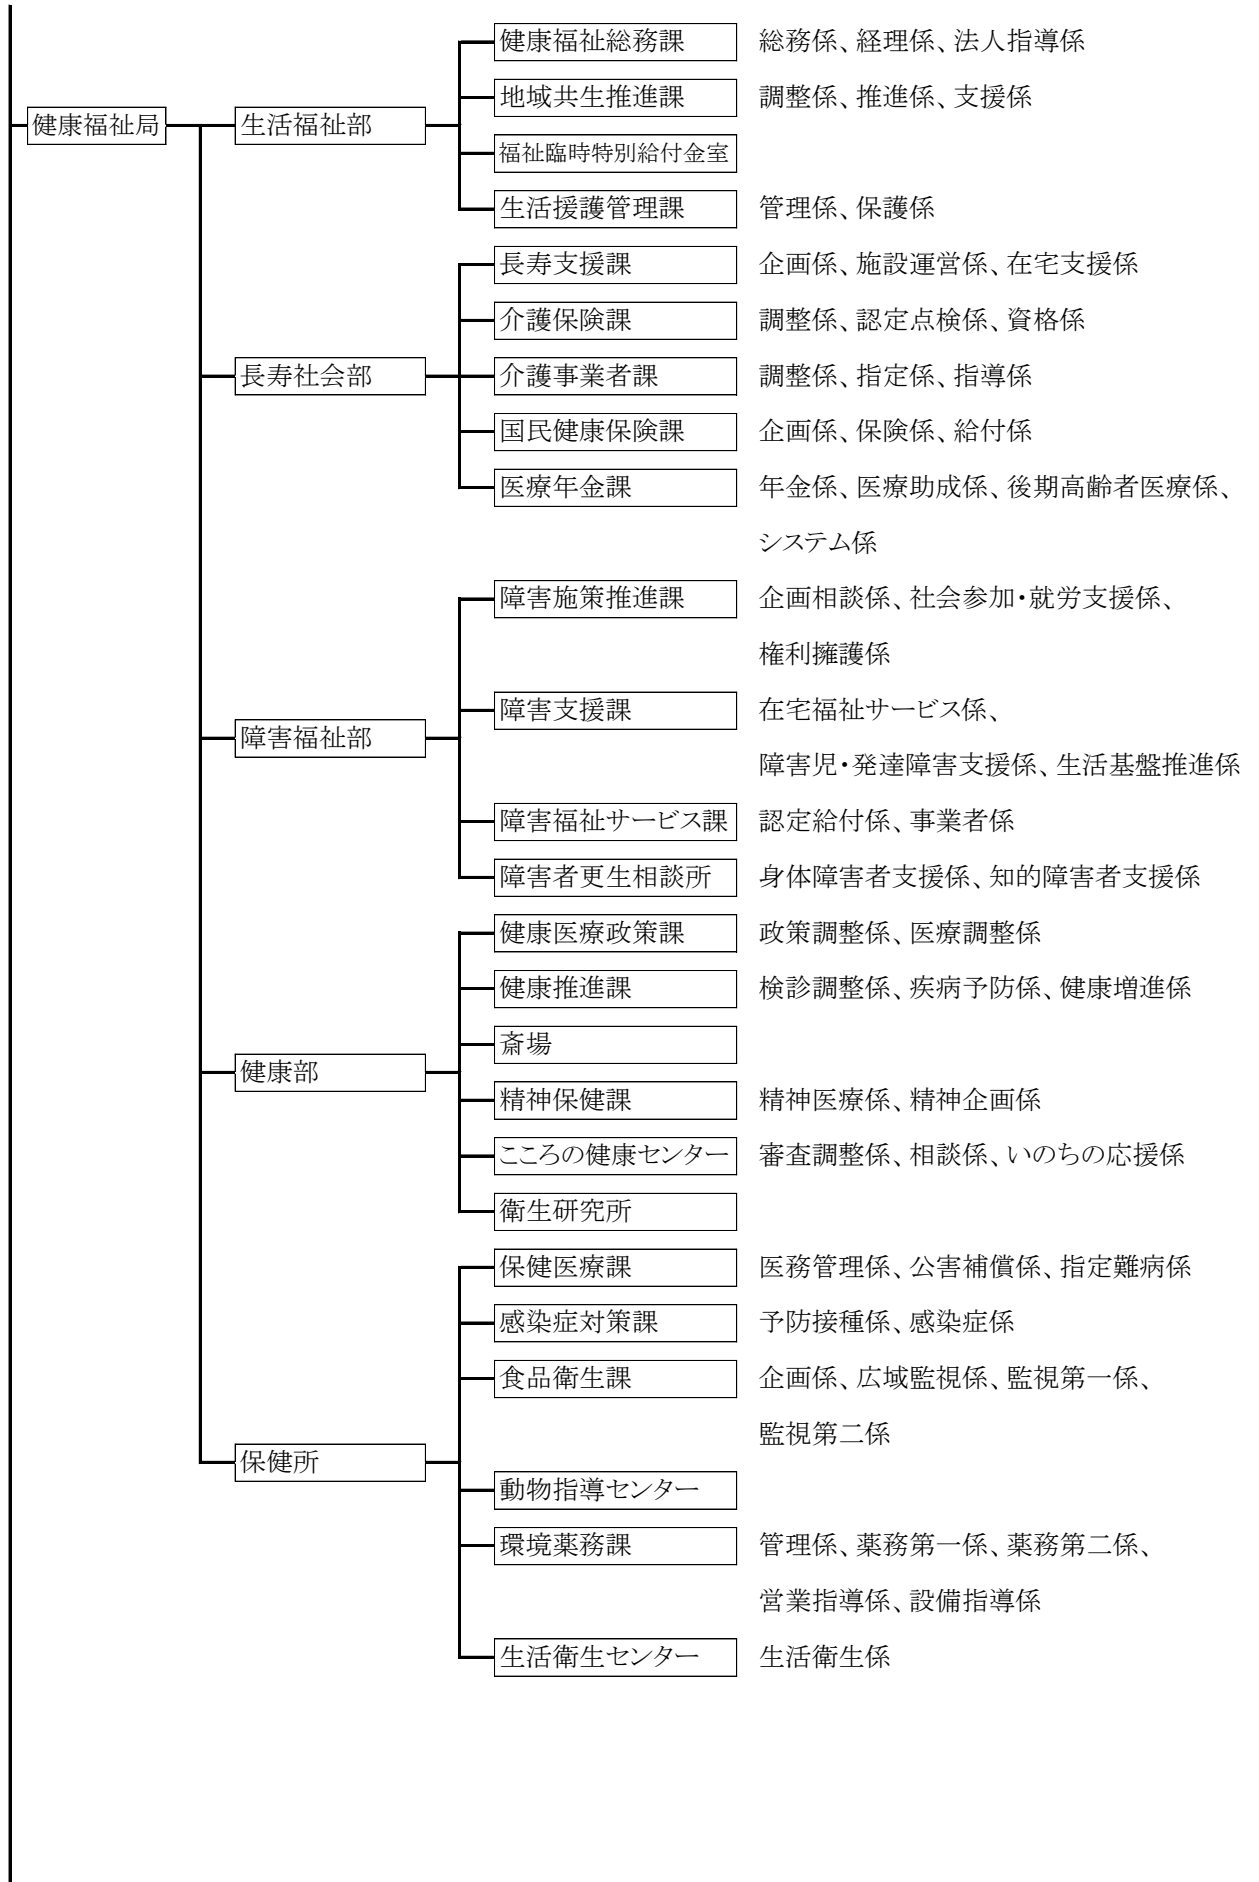 健康福祉総務課 総務係、経理係、法人指導係
地域共生推進課 調整係、推進係、支援係
健康福祉局 生活福祉部
福祉臨時特別給付金室
生活援護管理課 管理係、保護係
長寿支援課 企画係、施設運営係、在宅支援係
介護保険課 調整係、認定点検係、資格係
長寿社会部 介護事業者課 調整係、指定係、指導係
国民健康保険課 企画係、保険係、給付係
医療年金課 年金係、医療助成係、後期高齢者医療係、
システム係
障害施策推進課 企画相談係、社会参加・就労支援係、
権利擁護係
障害支援課 在宅福祉サービス係、
障害福祉部
障害児・発達障害支援係、生活基盤推進係
障害福祉サービス課 認定給付係、事業者係
障害者更生相談所 身体障害者支援係、知的障害者支援係
健康医療政策課 政策調整係、医療調整係
健康推進課 検診調整係、疾病予防係、健康増進係
斎場
健康部
精神保健課 精神医療係、精神企画係
こころの健康センター 審査調整係、相談係、いのちの応援係
衛生研究所
保健医療課 医務管理係、公害補償係、指定難病係
感染症対策課 予防接種係、感染症係
食品衛生課 企画係、広域監視係、監視第一係、
監視第二係
保健所
動物指導センター
環境薬務課 管理係、薬務第一係、薬務第二係、
営業指導係、設備指導係
生活衛生センター 生活衛生係